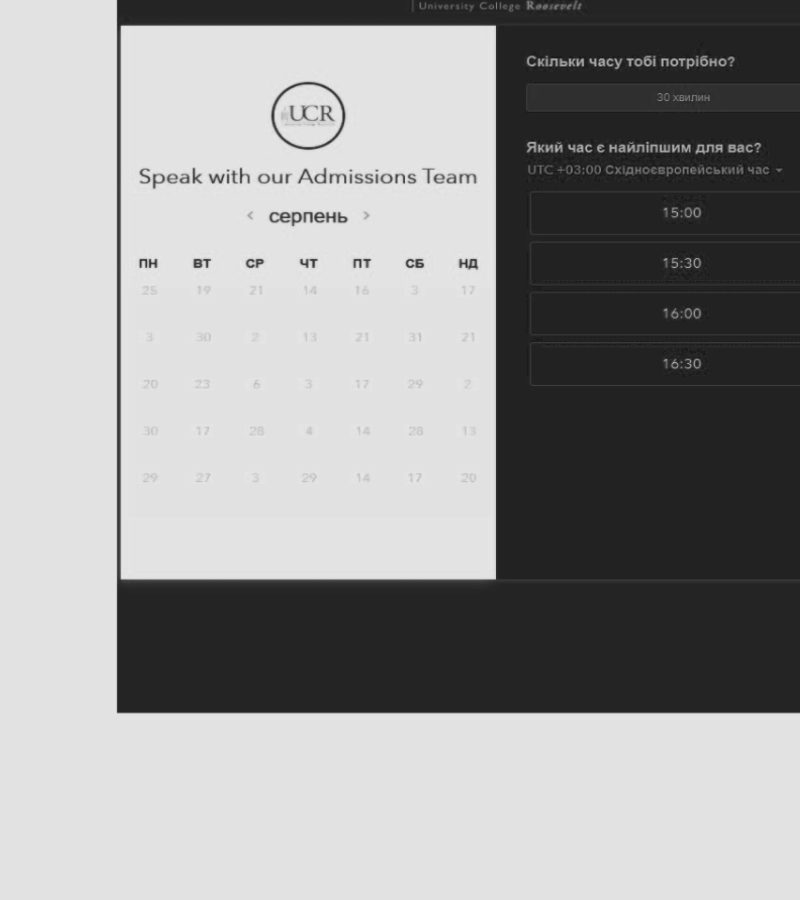 University College Roosevelt
UCR
Speak with our Admissions Team
< серпень >
ПН ВТ СР ЧТ ПТ СБ НД
25 19 21 14 16 3 17
3 30 2 13 21 31 21
20 23 6 3 17 29 2
30 17 28 4 14 28 13
29 27 3 29 14 17 20
Скільки часу тобі потрібно?
30 хвилин
Який час є найліпшим для вас?
UTC +03:00 Східноєвропейський час
15:00
15:30
16:00
16:30